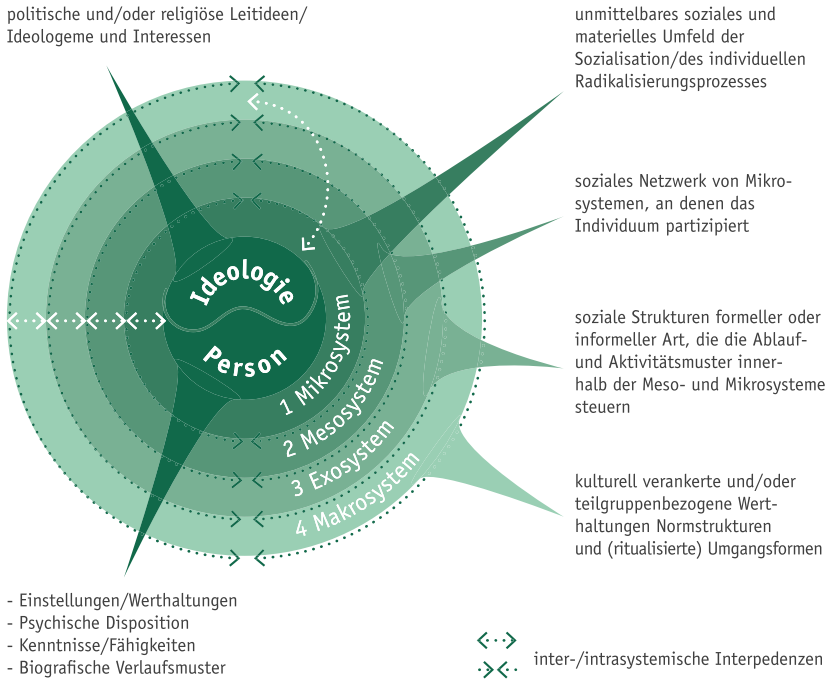 politische und/oder religiöse Leitideen/
Ideologeme und Interessen
unmittelbares soziales und
materielles Umfeld der
Sozialisation/des individuellen
Radikalisierungsprozesses
soziales Netzwerk von Mikro-
systemen, an denen das
Individuum partizipiert
soziale Strukturen formeller oder
informeller Art, die die Ablauf-
und Aktivitätsmuster inner-
halb der Meso- und Mikrosysteme
steuern
kulturell verankerte und/oder
teilgruppenbezogene Wert-
haltungen Normstrukturen
und (ritualisierte) Umgangsformen
Ideologie
Person
1 Mikrosystem
2 Mesosystem
3 Exosystem
4 Makrosystem
- Einstellungen/Werthaltungen
- Psychische Disposition
- Kenntnisse/Fähigkeiten
- Biografische Verlaufsmuster
inter-/intrasystemische Interpedenzen